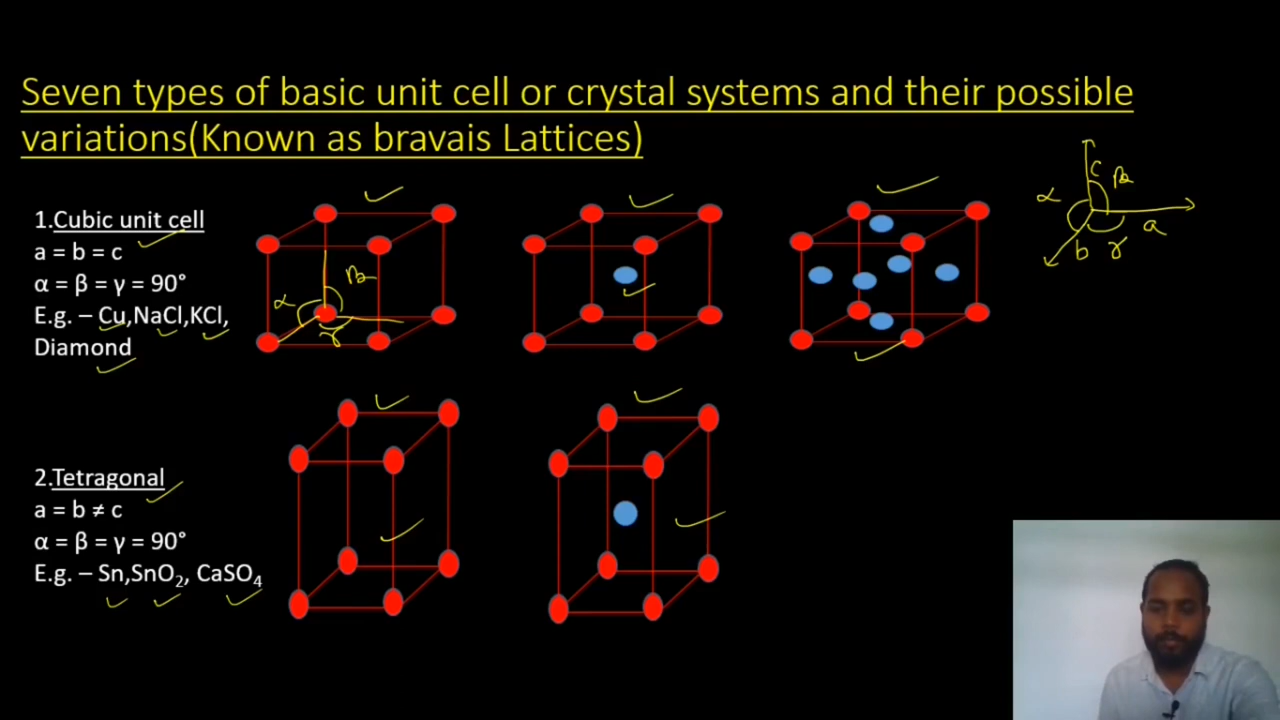 Seven types of basic unit cell or crystal systems and their possible
variations(Known as bravais Lattices)
1.Cubic unit cell
a = b = c
α = β = γ = 90°
E.g. – Cu,NaCl,KCl,
Diamond
α
β
γ
c
β
α
a
b
γ
2.Tetragonal
a = b ≠ c
α = β = γ = 90°
E.g. – Sn,SnO₂, CaSO₄